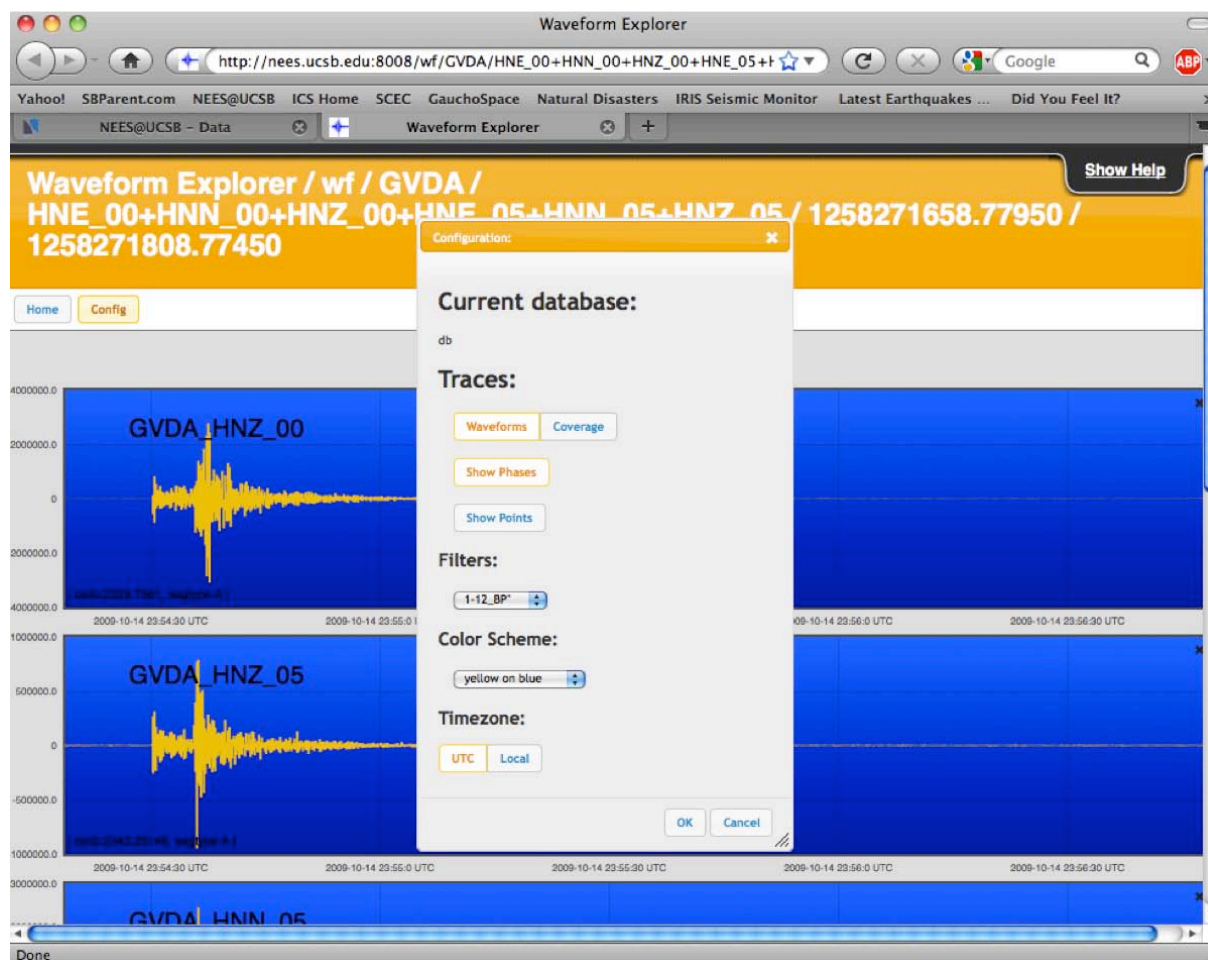 Waveform Explorer
http://nees.ucsb.edu:8008/wf/GVDA/HNE_00+HNN_00+HNZ_00+HNE_05+H
Google
ABP
Yahoo! SBParent.com NEES@UCSB ICS Home SCEC GauchoSpace Natural Disasters IRIS Seismic Monitor Latest Earthquakes ... Did You Feel It?
NEES@UCSB – Data
Waveform Explorer
Show Help
Waveform Explorer / wf / GVDA /
HNE_00+HNN_00+HNZ_00+HNE_05+HNN_05+HNZ_05 / 1258271658.77950 /
1258271808.77450
Home
Config
Configuration:
Current database:
db
Traces:
Waveforms
Coverage
Show Phases
Show Points
Filters:
1-12_BP"
Color Scheme:
yellow on blue
Timezone:
UTC
Local
OK
Cancel
4000000.0
GVDA_HNZ_00
2000000.0
0
2000000.0
4000000.0
2009-10-14 23:54:30 UTC 2009-10-14 23:55:0 09-10-14 23:56:0 UTC 2009-10-14 23:56:30 UTC
1000000.0
GVDA_HNZ_05
500000.0
0
-500000.0
1000000.0
2009-10-14 23:54:30 UTC 2009-10-14 23:55:0 UTC 2009-10-14 23:55:30 UTC 2009-10-14 23:56:0 UTC 2009-10-14 23:56:30 UTC
3000000.0
GVDA_HNN_05
Done